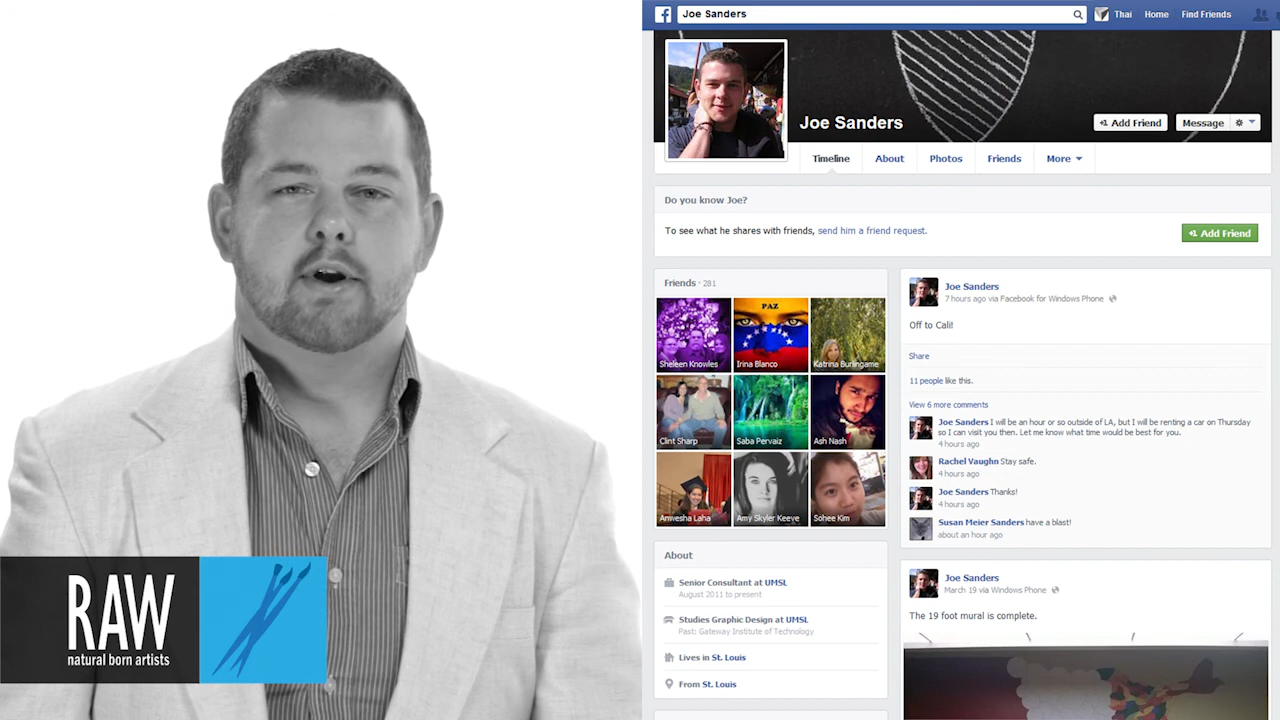 RAW
natural born artists
Joe Sanders
Thai Home Find Friends
Joe Sanders
+1 Add Friend
Message
Timeline About Photos Friends More
Do you know Joe?
To see what he shares with friends, send him a friend request.
+1 Add Friend
Friends · 281
PAZ
Sheleen Knowles Irina Blanco Katrina Burlingame
Clint Sharp Saba Pervaiz Ash Nash
Anwesha Laha Amy Skyler Keeve Sohee Kim
About
Senior Consultant at UMSL
August 2011 to present
Studies Graphic Design at UMSL
Past: Gateway Institute of Technology
Lives in St. Louis
From St. Louis
Joe Sanders
7 hours ago via Facebook for Windows Phone
Off to Cali!
Share
11 people like this.
View 6 more comments
Joe Sanders I will be an hour or so outside of LA, but I will be renting a car on Thursday
so I can visit you then. Let me know what time would be best for you.
4 hours ago
Rachel Vaughn Stay safe.
4 hours ago
Joe Sanders Thanks!
4 hours ago
Susan Meier Sanders have a blast!
about an hour ago
Joe Sanders
March 19 via Windows Phone
The 19 foot mural is complete.